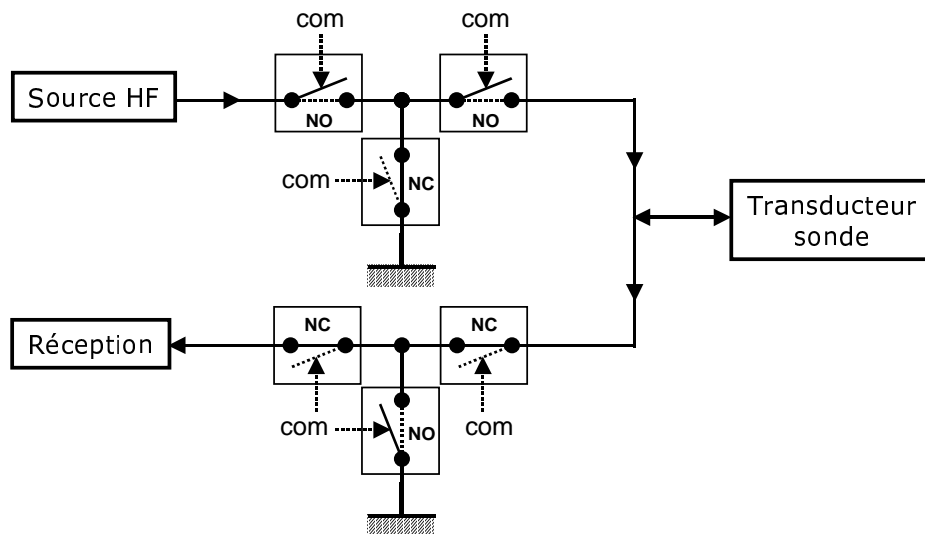 com
com
Source HF
NO
NO
com
NC
Transducteur
sonde
NC
NC
Réception
com
NO
com